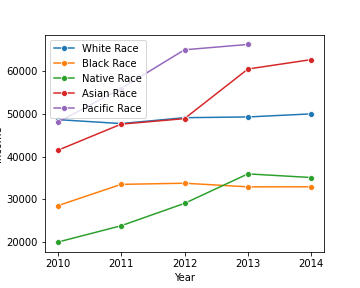 White Race
Black Race
Native Race
Asian Race
Pacific Race
60000
50000
40000
30000
20000
2010
2011
2012
2013
2014
Year